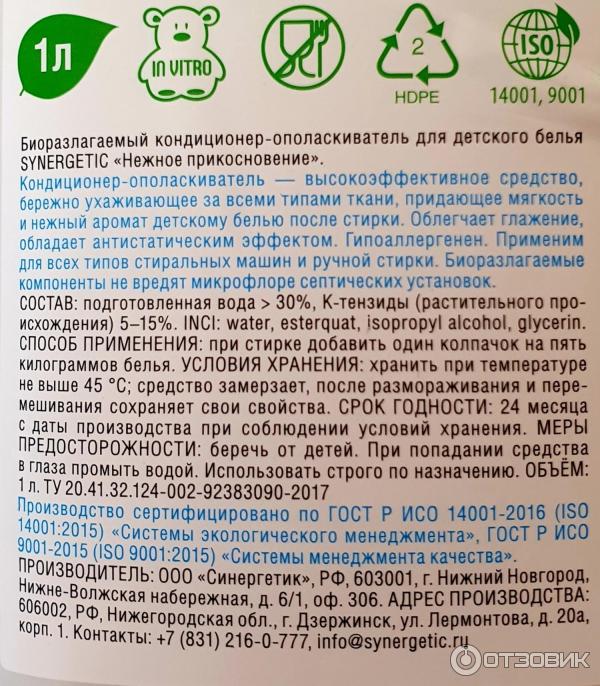 1л
IN VITRO
2
HDPE
ISO
14001, 9001
Биоразлагаемый кондиционер-ополаскиватель для детского белья
SYNERGETIC «Нежное прикосновение».
Кондиционер-ополаскиватель — высокоэффективное средство,
бережно ухаживающее за всеми типами ткани, придающее мягкость
и нежный аромат детскому белью после стирки. Облегчает глажение,
обладает антистатическим эффектом. Гипоаллергенен. Применим
для всех типов стиральных машин и ручной стирки. Биоразлагаемые
компоненты не вредят микрофлоре септических установок.
СОСТАВ: подготовленная вода > 30%, К-тензиды (растительного про-
исхождения) 5–15%. INCI: water, esterquat, isopropyl alcohol, glycerin.
СПОСОБ ПРИМЕНЕНИЯ: при стирке добавить один колпачок на пять
килограммов белья. УСЛОВИЯ ХРАНЕНИЯ: хранить при температуре
не выше 45 °C; средство замерзает, после размораживания и пере-
мешивания сохраняет свои свойства. СРОК ГОДНОСТИ: 24 месяца
с даты производства при соблюдении условий хранения. МЕРЫ
ПРЕДОСТОРОЖНОСТИ: беречь от детей. При попадании средства
в глаза промыть водой. Использовать строго по назначению. ОБЪЁМ:
1 л. ТУ 20.41.32.124-002-92383090-2017
Производство сертифицировано по ГОСТ Р ИСО 14001-2016 (ISO
14001:2015) «Системы экологического менеджмента», ГОСТ Р ИСО
9001-2015 (ISO 9001:2015) «Системы менеджмента качества».
ПРОИЗВОДИТЕЛЬ: ООО «Синергетик», РФ, 603001, г. Нижний Новгород,
Нижне-Волжская набережная, д. 6/1, оф. 306. АДРЕС ПРОИЗВОДСТВА:
606002, РФ, Нижегородская обл., г. Дзержинск, ул. Лермонтова, д. 20а,
корп. 1. Контакты: +7 (831) 216-0-777, info@synergetic.ru
ОТЗОВИК